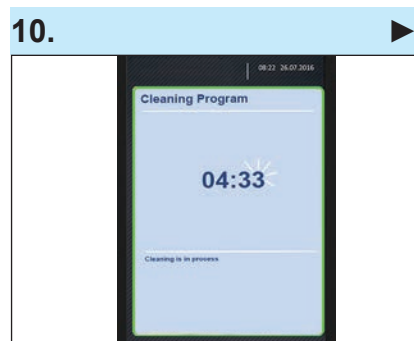 10.
08:22 26.07.2016
Cleaning Program
04:33
Cleaning is in process